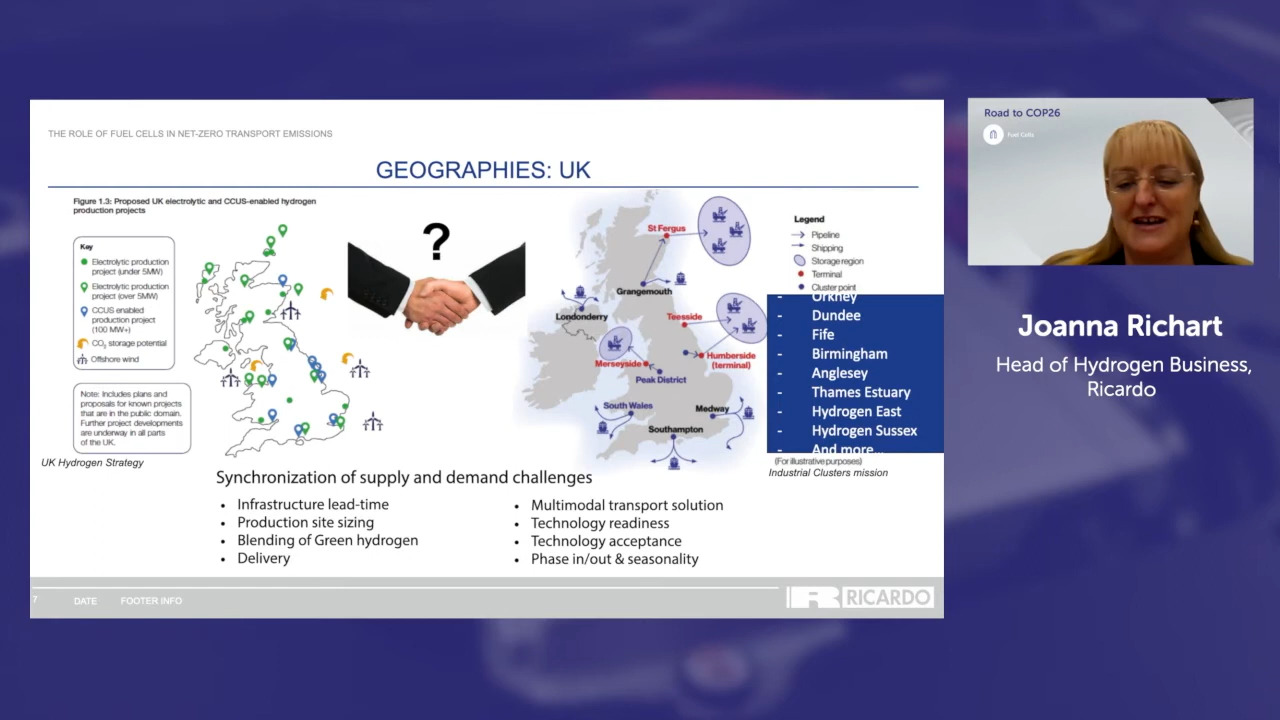 THE ROLE OF FUEL CELLS IN NET-ZERO TRANSPORT EMISSIONS
GEOGRAPHIES: UK
Figure 1.3: Proposed UK electrolytic and CCUS-enabled hydrogen
production projects
Key
Electrolytic production
project (under 5MW)
Electrolytic production
project (over 5MW)
CCUS enabled
production project
(100 MW+)
CO₂ storage potential
Offshore wind
Note: Includes plans and
proposals for known projects
that are in the public domain.
Further project developments
are underway in all parts
of the UK.
UK Hydrogen Strategy
?
St Fergus
Grangemouth
Londonderry
Teesside
Merseyside
Humberside
(terminal)
Peak District
South Wales
Medway
Southampton
Legend
Pipeline
Shipping
Storage region
Terminal
Cluster point
- Orkney
- Dundee
- Fife
- Birmingham
- Anglesey
- Thames Estuary
- Hydrogen East
- Hydrogen Sussex
- And more...
(For illustrative purposes)
Industrial Clusters mission
Synchronization of supply and demand challenges
• Infrastructure lead-time
• Production site sizing
• Blending of Green hydrogen
• Delivery
• Multimodal transport solution
• Technology readiness
• Technology acceptance
• Phase in/out & seasonality
7 DATE FOOTER INFO
RICARDO
Road to COP26
Fuel Cells
Joanna Richart
Head of Hydrogen Business,
Ricardo